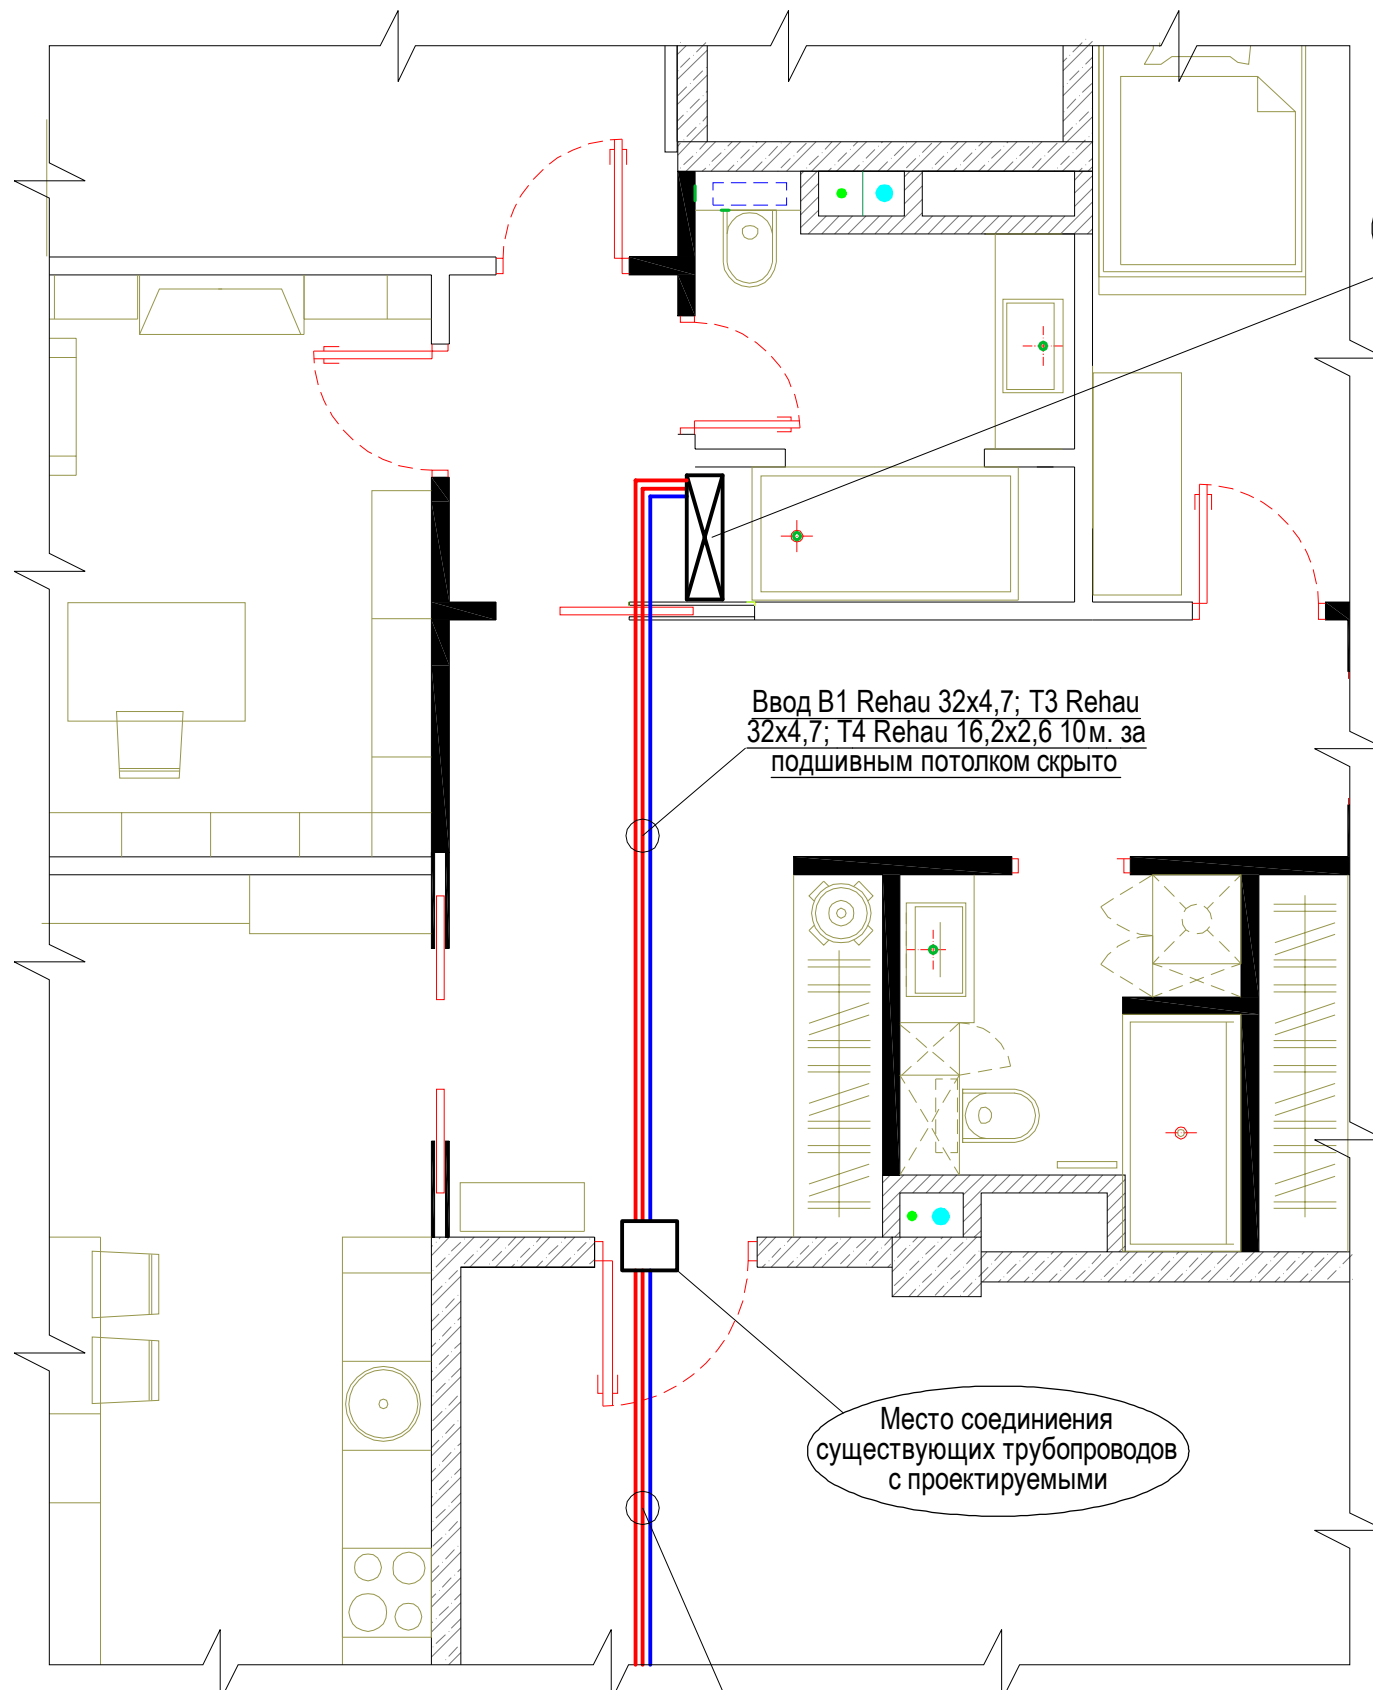 Ввод В1 Rehau 32х4,7; Т3 Rehau
32х4,7; Т4 Rehau 16,2х2,6 10м. за
подшивным потолком скрыто
Место соединиения
существующих трубопроводов
с проектируемыми